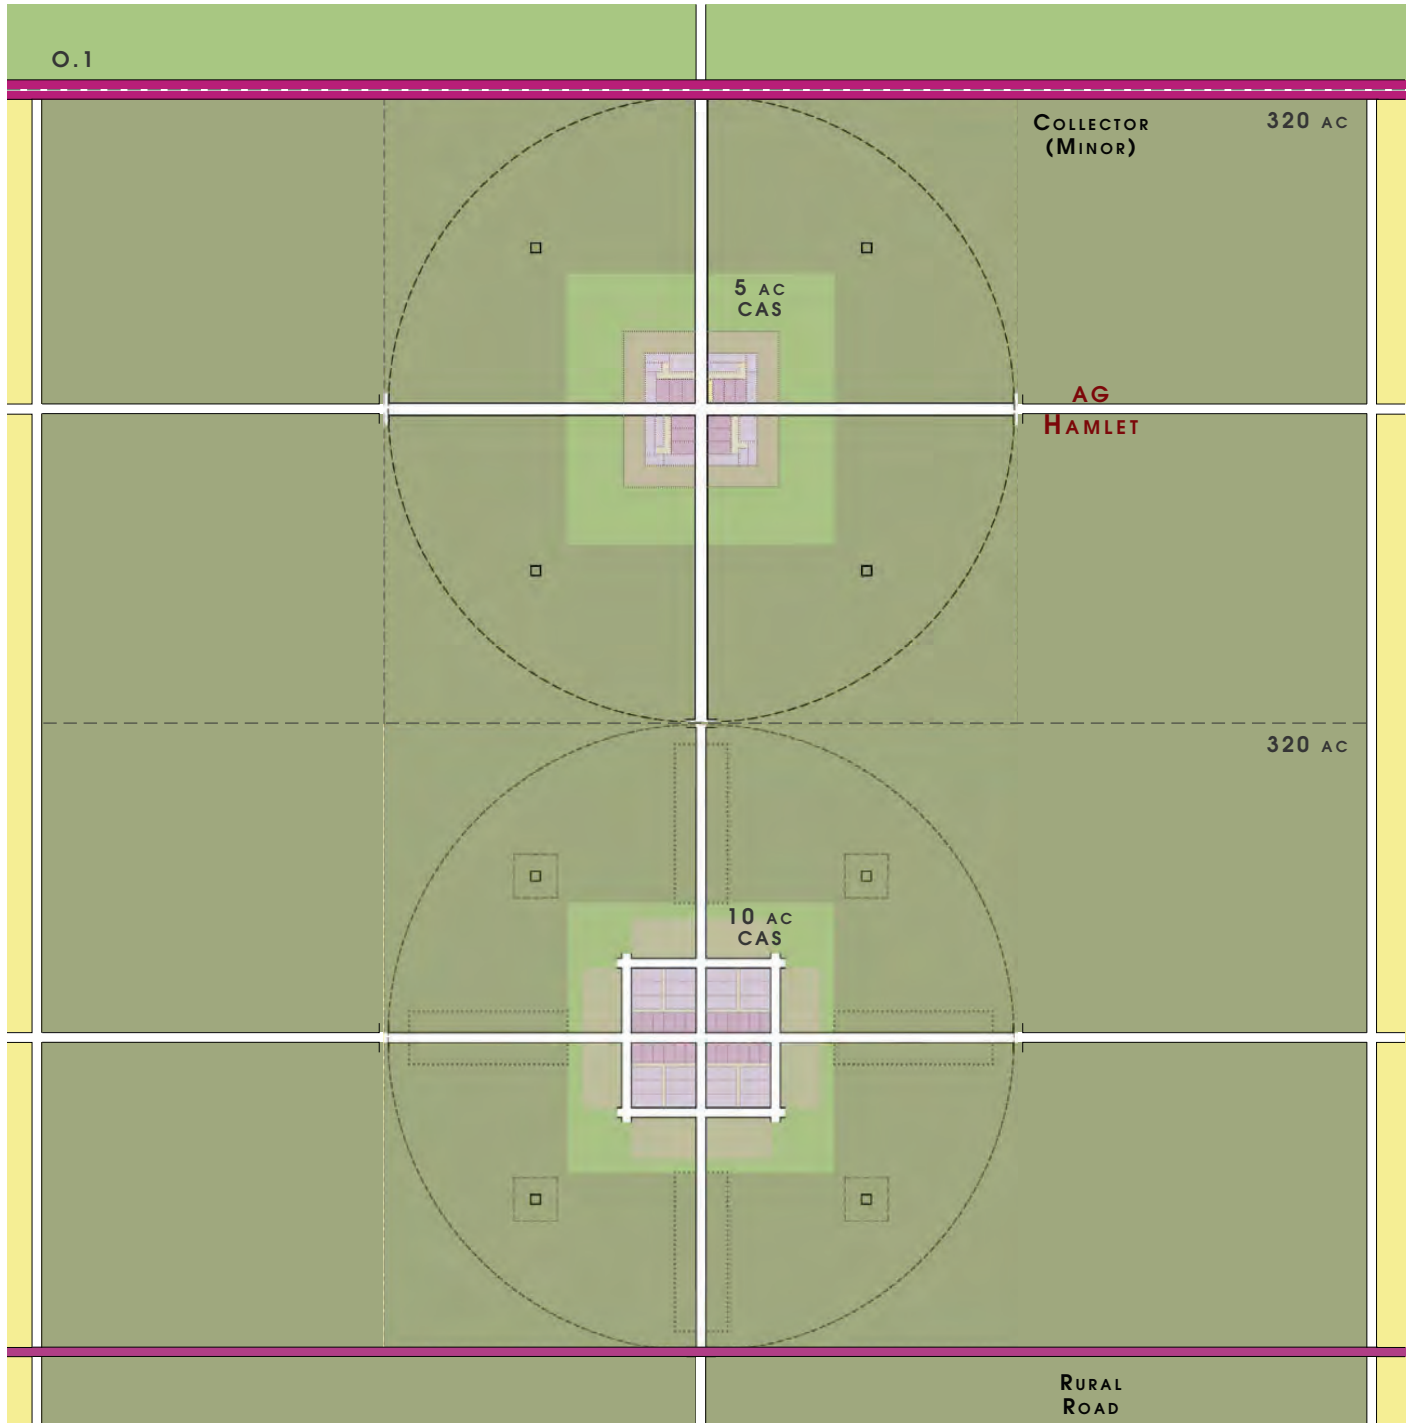 O.1
Collector
(Minor)
320 ac
5 ac
CAS
AG
Hamlet
320 ac
10 ac
CAS
Rural
Road